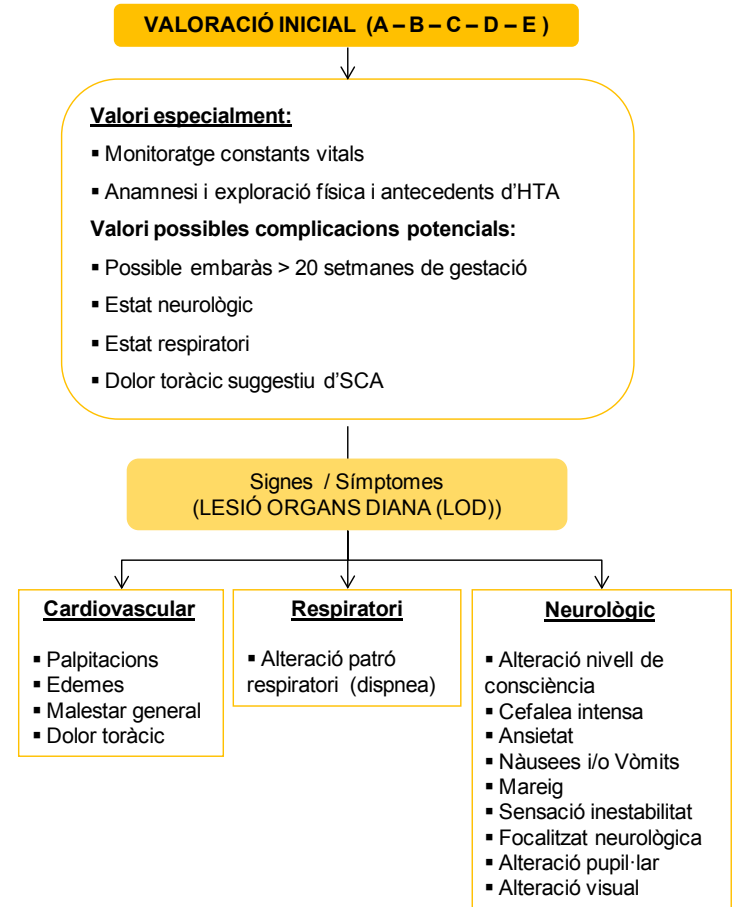 VALORACIÓ INICIAL (A – B – C – D – E )
Valori especialment:
▪ Monitoratge constants vitals
▪ Anamnesi i exploració física i antecedents d’HTA
Valori possibles complicacions potencials:
▪ Possible embaràs > 20 setmanes de gestació
▪ Estat neurològic
▪ Estat respiratori
▪ Dolor toràcic suggestiu d’SCA
Signes / Símptomes
(LESIÓ ORGANS DIANA (LOD))
Cardiovascular
▪ Palpitacions
▪ Edemes
▪ Malestar general
▪ Dolor toràcic
Respiratori
▪ Alteració patró
respiratori (dispnea)
Neurològic
▪ Alteració nivell de
consciència
▪ Cefalea intensa
▪ Ansietat
▪ Nàusees i/o Vòmits
▪ Mareig
▪ Sensació inestabilitat
▪ Focalitzat neurològica
▪ Alteració pupil·lar
▪ Alteració visual